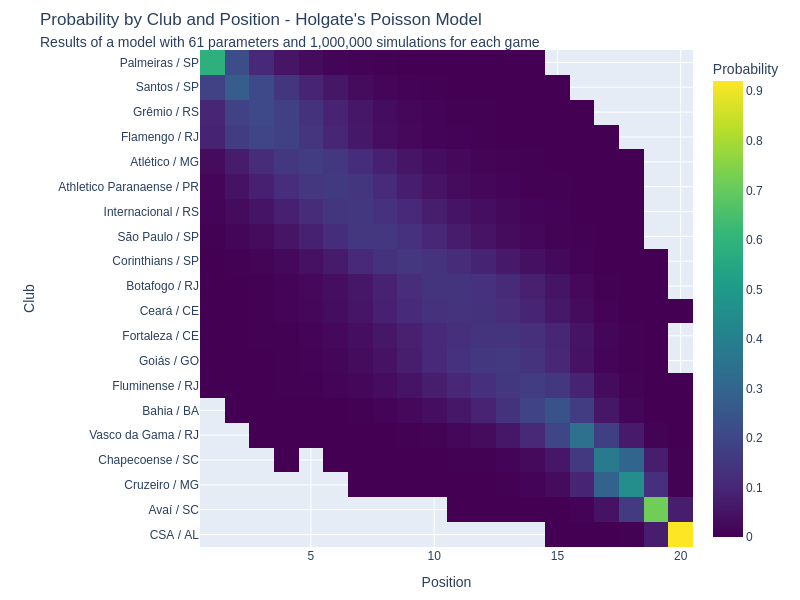 Probability by Club and Position - Holgate's Poisson Model
Results of a model with 61 parameters and 1,000,000 simulations for each game
Probability
Palmeiras / SP
Santos / SP
Grêmio / RS
Flamengo / RJ
Atlético / MG
Athletico Paranaense / PR
Internacional / RS
São Paulo / SP
Corinthians / SP
Botafogo / RJ
Ceará / CE
Fortaleza / CE
Goiás / GO
Fluminense / RJ
Bahia / BA
Vasco da Gama / RJ
Chapecoense / SC
Cruzeiro / MG
Avaí / SC
CSA / AL
Club
5
10
15
20
Position
0.9
0.8
0.7
0.6
0.5
0.4
0.3
0.2
0.1
0